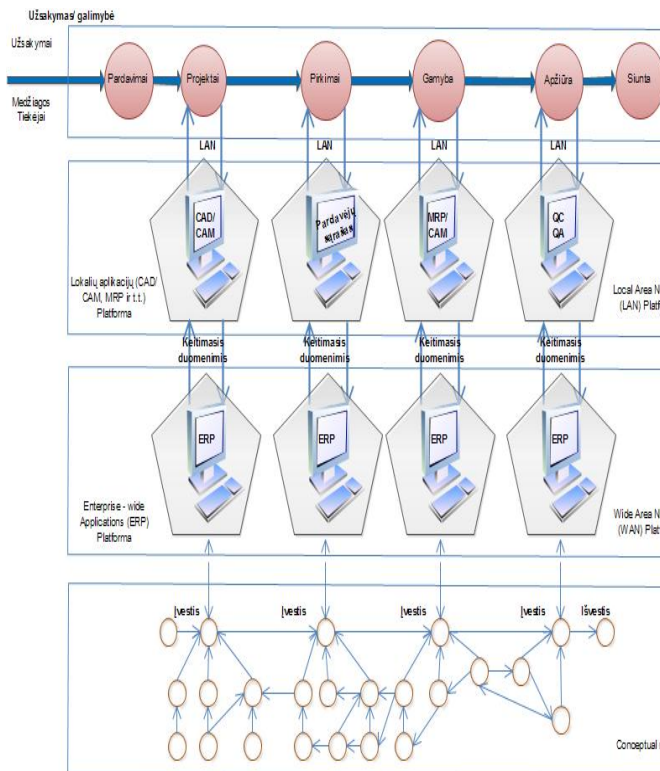 Užsakymas/ galimybė
Užsakymai
Medžiagos
Tiekėjai
Pardavimai
Projektai
Pirkimai
Gamyba
Apžiūra
Siunta
LAN
LAN
LAN
LAN
CAD/
CAM
Pardavėjų
sąrašas
MRP/
CAM
QC
QA
Lokalių aplikacijų (CAD/
CAM, MRP ir t.t.)
Platforma
Local Area N
(LAN) Platf
Keitimasis
duomenimis
Keitimasis
duomenimis
Keitimasis
duomenimis
Keitimasis
duomenimis
ERP
ERP
ERP
ERP
Enterprise - wide
Applications (ERP)
Platforma
Wide Area N
(WAN) Platf
Įvestis
Įvestis
Įvestis
Įvestis
Išvestis
Conceptual